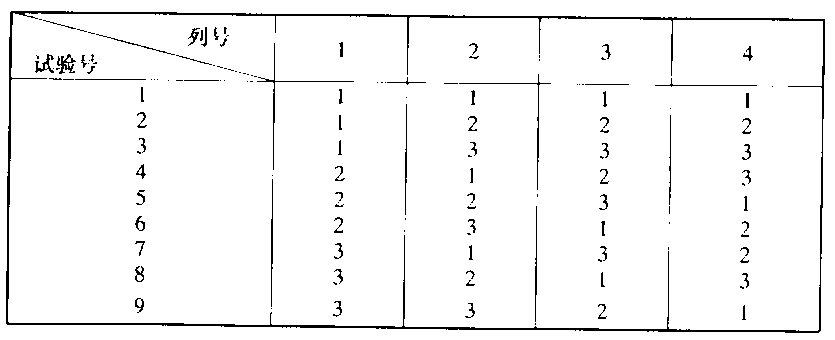 列号
试验号 1 2 3 4
1 1 1 1 1
2 1 2 2 2
3 1 3 3 3
4 2 1 2 3
5 2 2 3 1
6 2 3 1 2
7 3 1 3 2
8 3 2 1 3
9 3 3 2 1